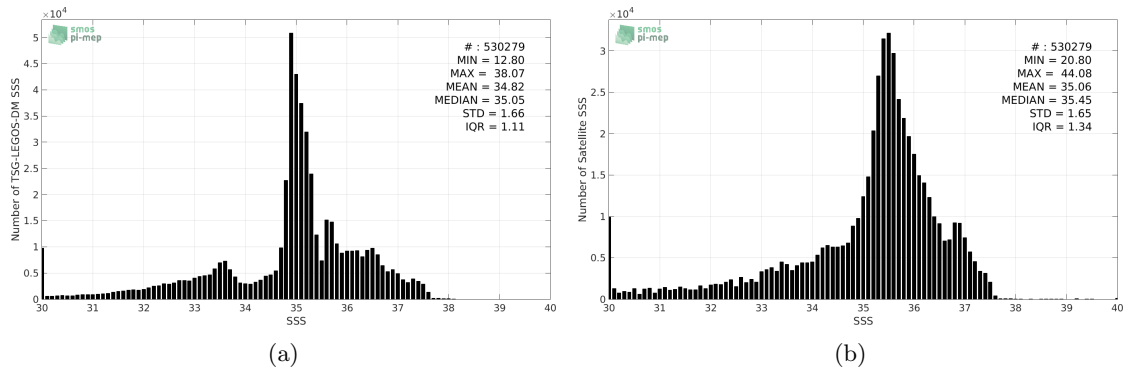 ×10⁴
smos
pi-mep
# : 530279
MIN = 12.80
MAX = 38.07
MEAN = 34.82
MEDIAN = 35.05
STD = 1.66
IQR = 1.11
Number of TSG-LEGOS-DM SSS
5
4.5
4
3.5
3
2.5
2
1.5
1
0.5
0
30 31 32 33 34 35 36 37 38 39 40
SSS
(a)
×10⁴
smos
pi-mep
# : 530279
MIN = 20.80
MAX = 44.08
MEAN = 35.06
MEDIAN = 35.45
STD = 1.65
IQR = 1.34
Number of Satellite SSS
3
2.5
2
1.5
1
0.5
0
30 31 32 33 34 35 36 37 38 39 40
SSS
(b)